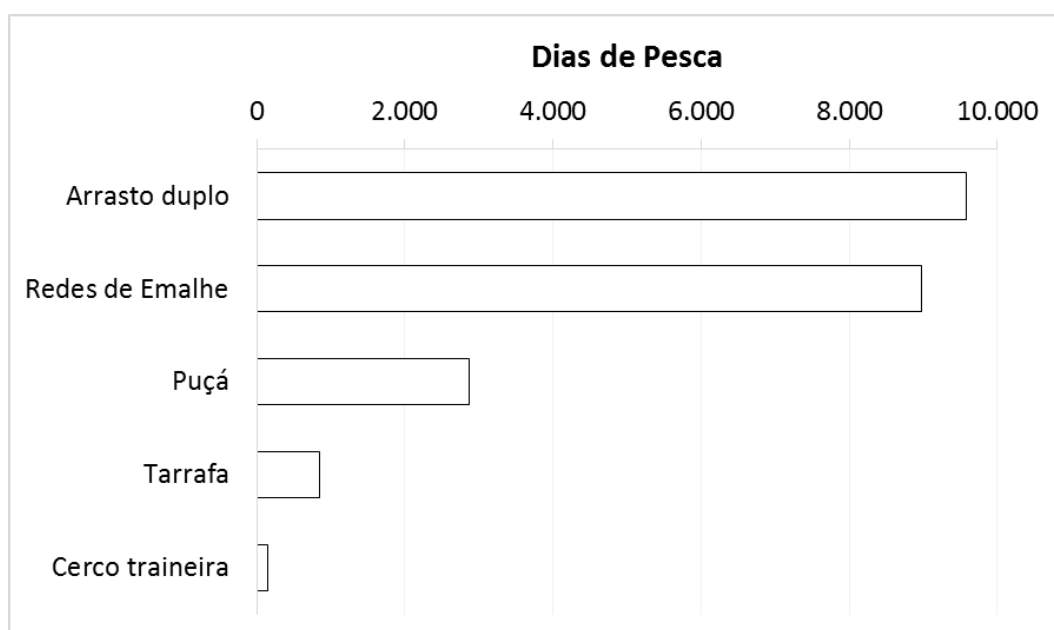 Dias de Pesca
0 2.000 4.000 6.000 8.000 10.000
Arrasto duplo
Redes de Emalhe
Puçá
Tarrafa
Cerco traineira